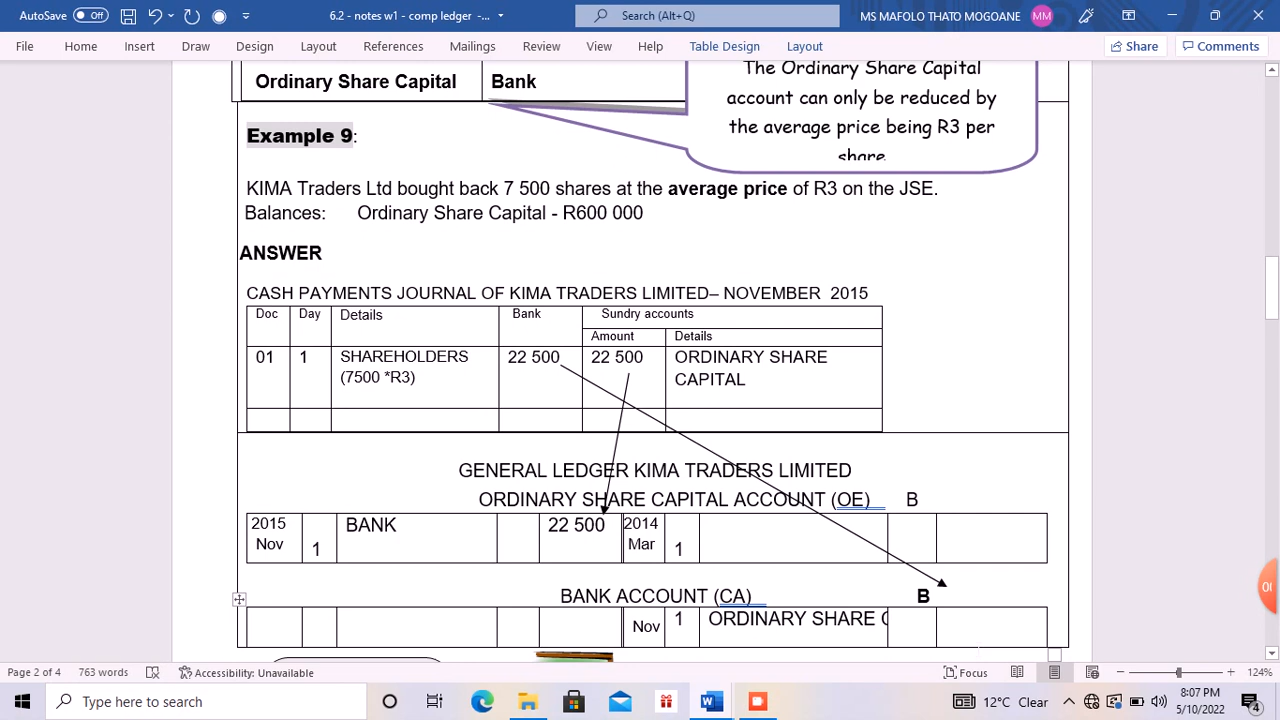 AutoSave Off 6.2 - notes w1 - comp ledger -... Search (Alt+Q) MS MAFOLO THATO MOGOANE MM
File Home Insert Draw Design Layout References Mailings Review View Help Table Design Layout Share Comments
Ordinary Share Capital Bank
The Ordinary Share Capital
account can only be reduced by
the average price being R3 per
share
Example 9:
KIMA Traders Ltd bought back 7 500 shares at the average price of R3 on the JSE.
Balances: Ordinary Share Capital - R600 000
ANSWER
CASH PAYMENTS JOURNAL OF KIMA TRADERS LIMITED– NOVEMBER 2015
Doc Day Details Bank Sundry accounts
Amount Details
01 1 SHAREHOLDERS 22 500 22 500 ORDINARY SHARE
(7500 *R3) CAPITAL
GENERAL LEDGER KIMA TRADERS LIMITED
ORDINARY SHARE CAPITAL ACCOUNT (OE) B
2015 BANK 22 500 2014
Nov 1 Mar 1
BANK ACCOUNT (CA) B
Nov 1 ORDINARY SHARE
Page 2 of 4 763 words Accessibility: Unavailable Focus 124%
Type here to search 12°C Clear 8:07 PM
5/10/2022 4